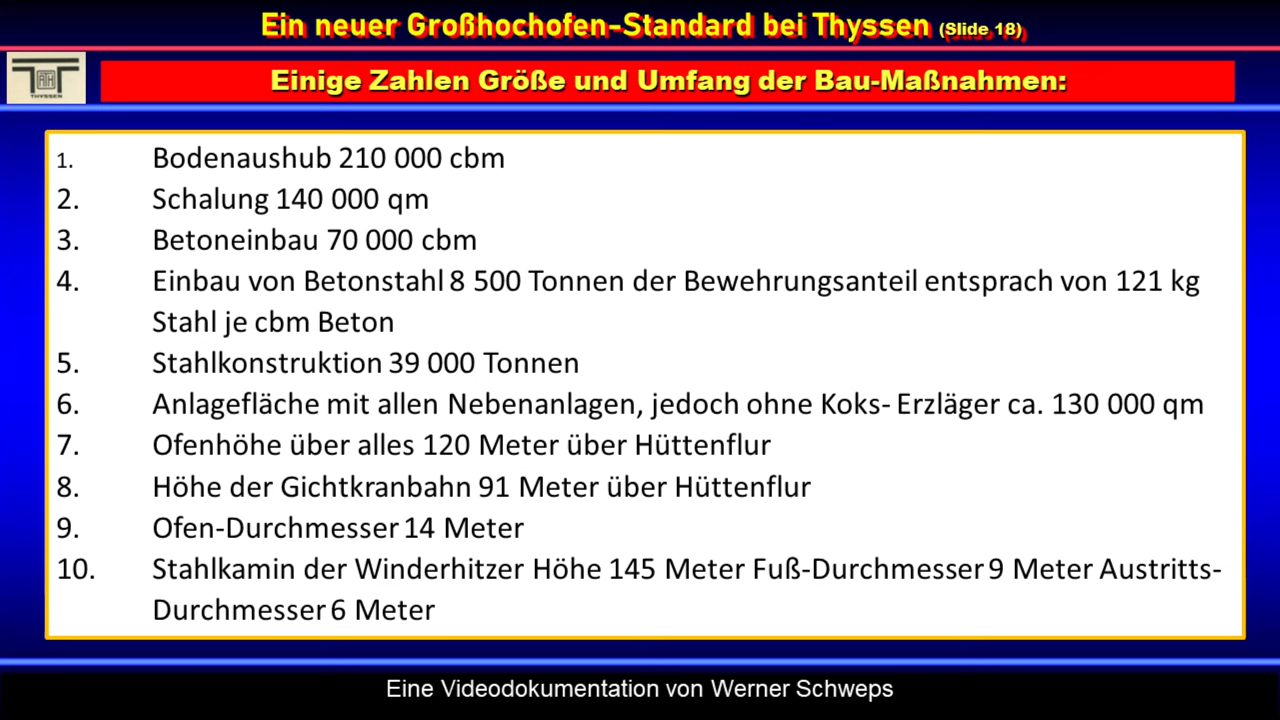 Ein neuer Großhochofen-Standard bei Thyssen (Slide 18)
ATH
THYSSEN
Einige Zahlen Größe und Umfang der Bau-Maßnahmen:
1. Bodenaushub 210 000 cbm
2. Schalung 140 000 qm
3. Betoneinbau 70 000 cbm
4. Einbau von Betonstahl 8 500 Tonnen der Bewehrungsanteil entsprach von 121 kg
Stahl je cbm Beton
5. Stahlkonstruktion 39 000 Tonnen
6. Anlagefläche mit allen Nebenanlagen, jedoch ohne Koks- Erzläger ca. 130 000 qm
7. Ofenhöhe über alles 120 Meter über Hüttenflur
8. Höhe der Gichtkranbahn 91 Meter über Hüttenflur
9. Ofen-Durchmesser 14 Meter
10. Stahlkamin der Winderhitzer Höhe 145 Meter Fuß-Durchmesser 9 Meter Austritts-
Durchmesser 6 Meter
Eine Videodokumentation von Werner Schweps